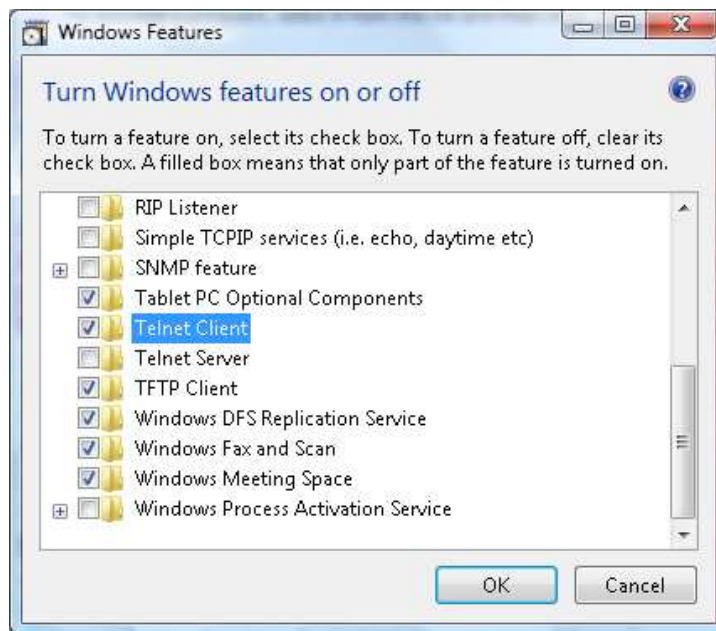 Windows Features
Turn Windows features on or off
To turn a feature on, select its check box. To turn a feature off, clear its
check box. A filled box means that only part of the feature is turned on.
RIP Listener
Simple TCPIP services (i.e. echo, daytime etc)
SNMP feature
Tablet PC Optional Components
Telnet Client
Telnet Server
TFTP Client
Windows DFS Replication Service
Windows Fax and Scan
Windows Meeting Space
Windows Process Activation Service
OK Cancel